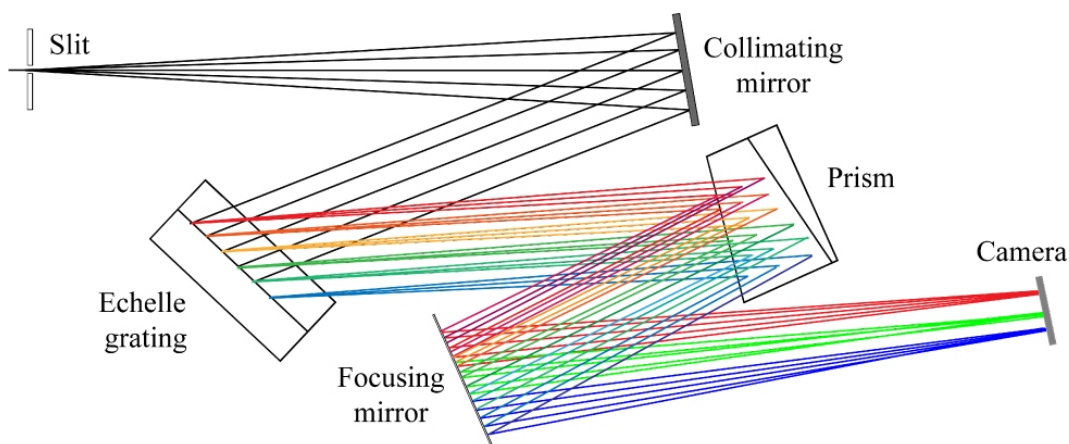 Slit
Collimating
mirror
Prism
Camera
Echelle
grating
Focusing
mirror